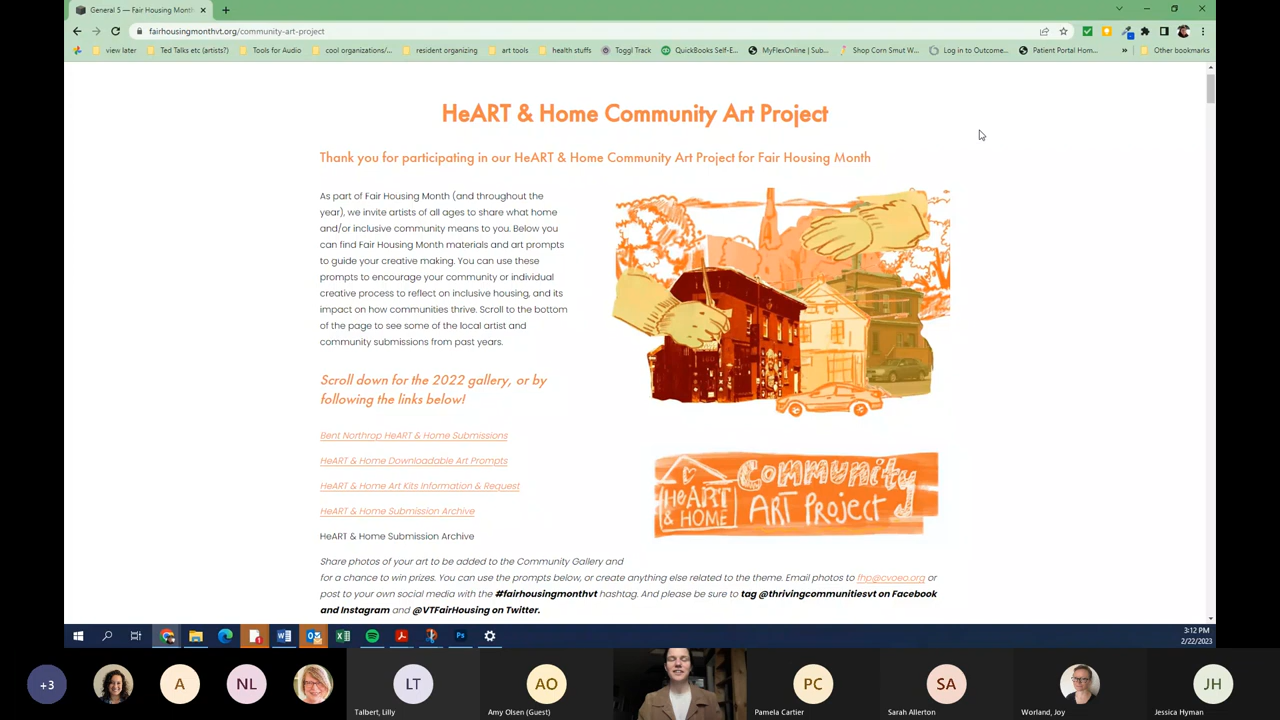 General 5 — Fair Housing Month
fairhousingmonthvt.org/community-art-project
view later
Ted Talks etc (artists?)
Tools for Audio
cool organizations/...
resident organizing
art tools
health stuffs
Toggl Track
QuickBooks Self-E...
MyFlexOnline | Sub...
Shop Corn Smut W...
Log in to Outcome...
Patient Portal Hom...
»
Other bookmarks
HeART & Home Community Art Project
Thank you for participating in our HeART & Home Community Art Project for Fair Housing Month
As part of Fair Housing Month (and throughout the
year), we invite artists of all ages to share what home
and/or inclusive community means to you. Below you
can find Fair Housing Month materials and art prompts
to guide your creative making. You can use these
prompts to encourage your community or individual
creative process to reflect on inclusive housing, and its
impact on how communities thrive. Scroll to the bottom
of the page to see some of the local artist and
community submissions from past years.
Scroll down for the 2022 gallery, or by
following the links below!
Bent Northrop HeART & Home Submissions
HeART & Home Downloadable Art Prompts
HeART & Home Art Kits Information & Request
HeART & Home Submission Archive
HeART & Home Submission Archive
HeART
& HOME
Community
ART Project
Share photos of your art to be added to the Community Gallery and
for a chance to win prizes. You can use the prompts below, or create anything else related to the theme. Email photos to fhp@cvoeo.org or
post to your own social media with the #fairhousingmonthvt hashtag. And please be sure to tag @thrivingcommunitiesvt on Facebook
and Instagram and @VTFairHousing on Twitter.
3:12 PM
2/22/2023
+3
A
NL
LT
AO
PC
SA
JH
Talbert, Lilly
Amy Olsen (Guest)
Pamela Cartier
Sarah Allerton
Worland, Joy
Jessica Hyman